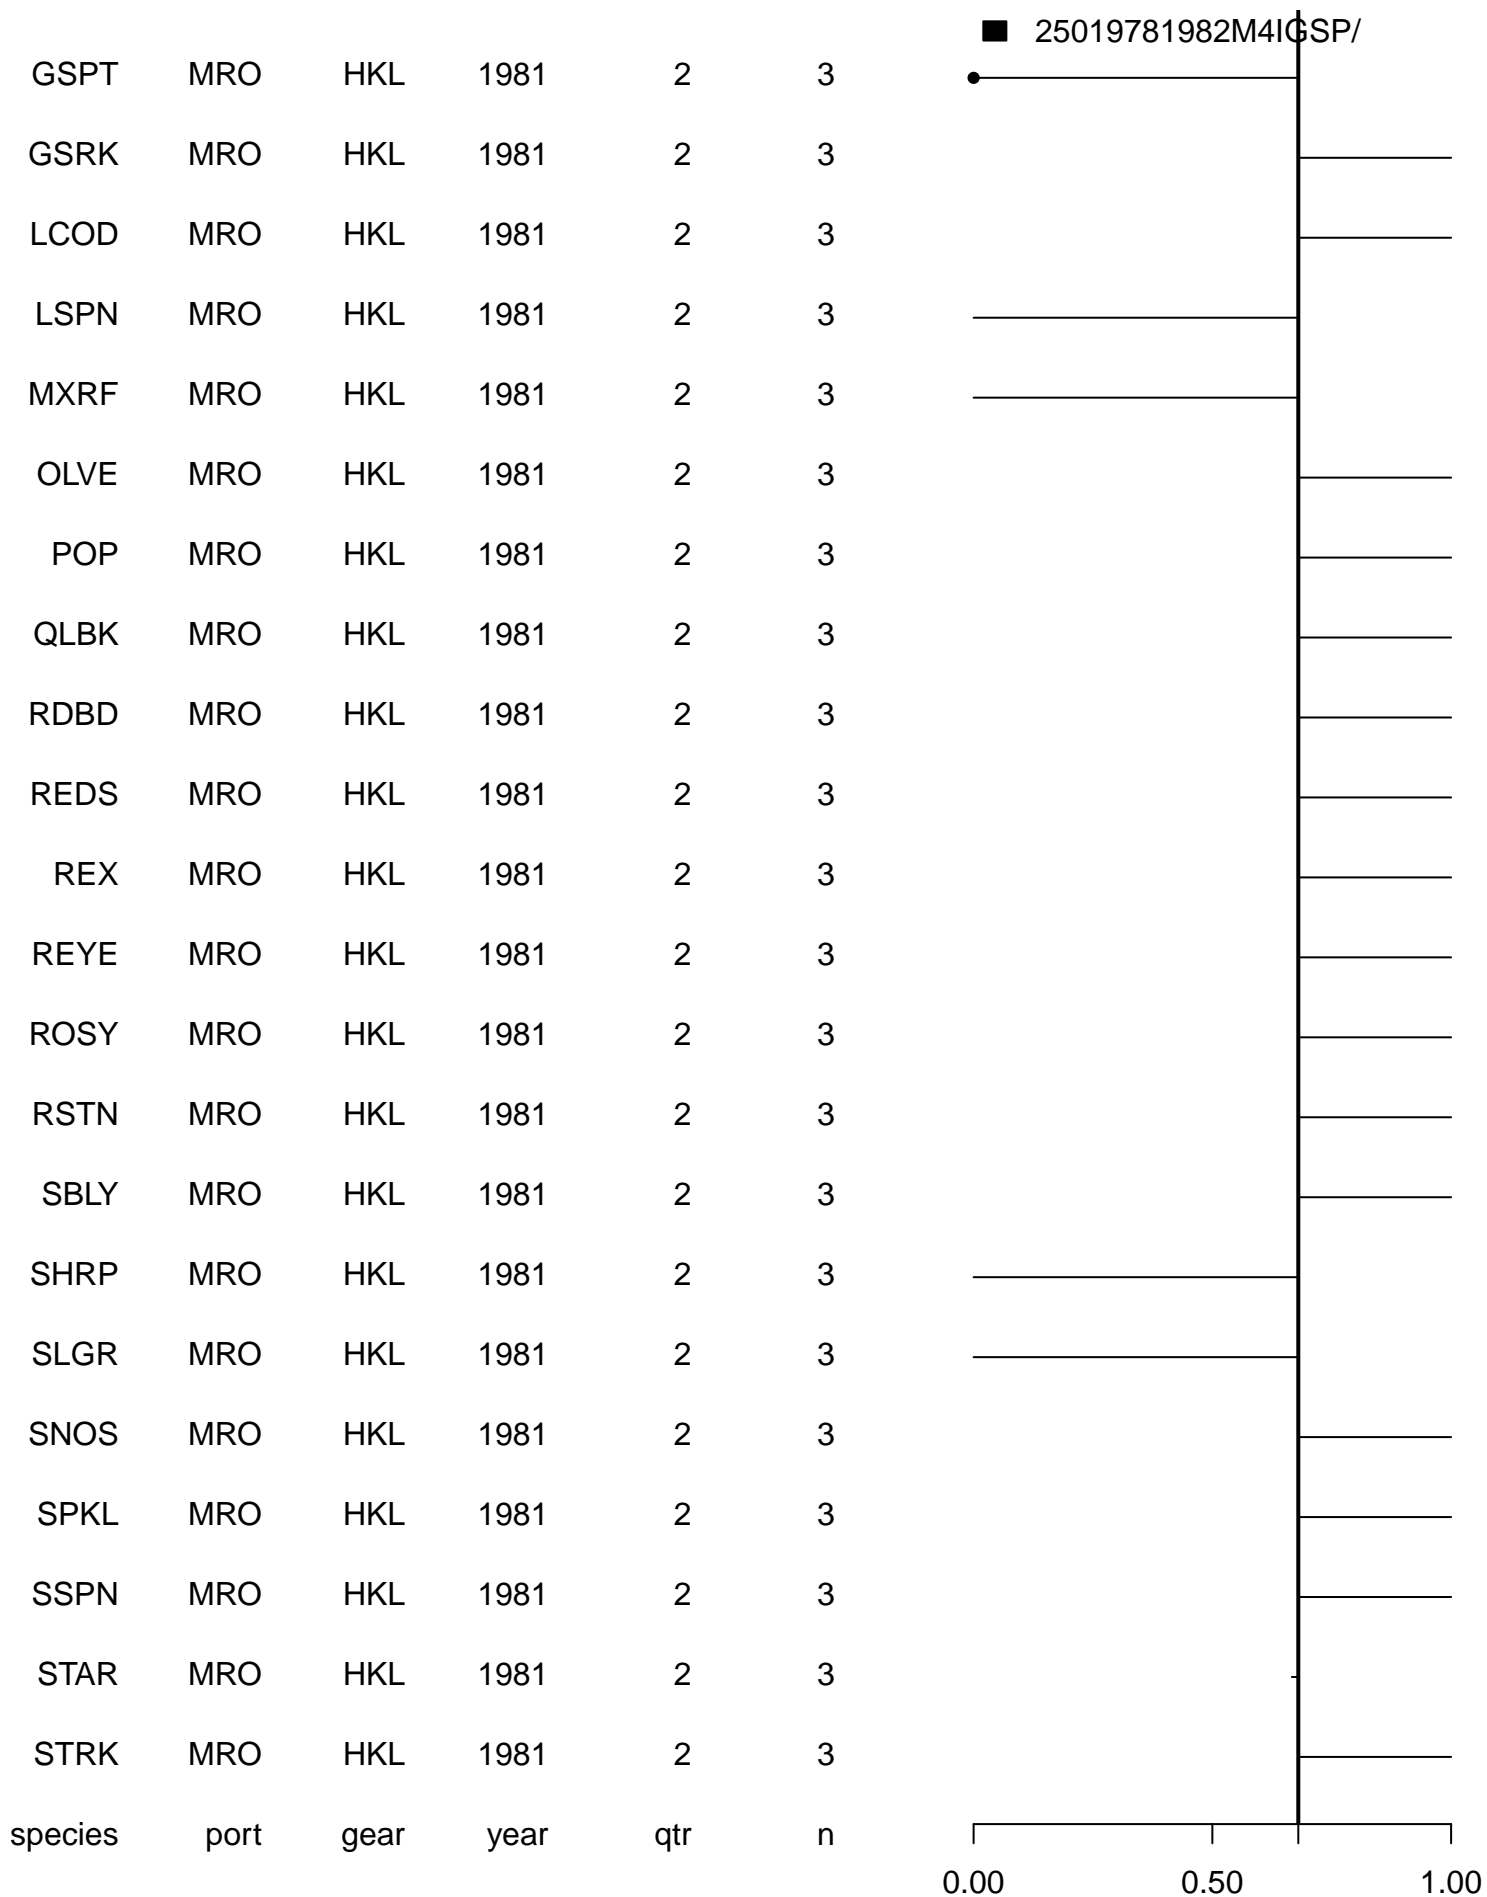 25019781982M4IGSP/
GSPT MRO HKL 1981 2 3
GSRK MRO HKL 1981 2 3
LCOD MRO HKL 1981 2 3
LSPN MRO HKL 1981 2 3
MXRF MRO HKL 1981 2 3
OLVE MRO HKL 1981 2 3
POP MRO HKL 1981 2 3
QLBK MRO HKL 1981 2 3
RDBD MRO HKL 1981 2 3
REDS MRO HKL 1981 2 3
REX MRO HKL 1981 2 3
REYE MRO HKL 1981 2 3
ROSY MRO HKL 1981 2 3
RSTN MRO HKL 1981 2 3
SBLY MRO HKL 1981 2 3
SHRP MRO HKL 1981 2 3
SLGR MRO HKL 1981 2 3
SNOS MRO HKL 1981 2 3
SPKL MRO HKL 1981 2 3
SSPN MRO HKL 1981 2 3
STAR MRO HKL 1981 2 3
STRK MRO HKL 1981 2 3
species port gear year qtr n
0.00 0.50 1.00